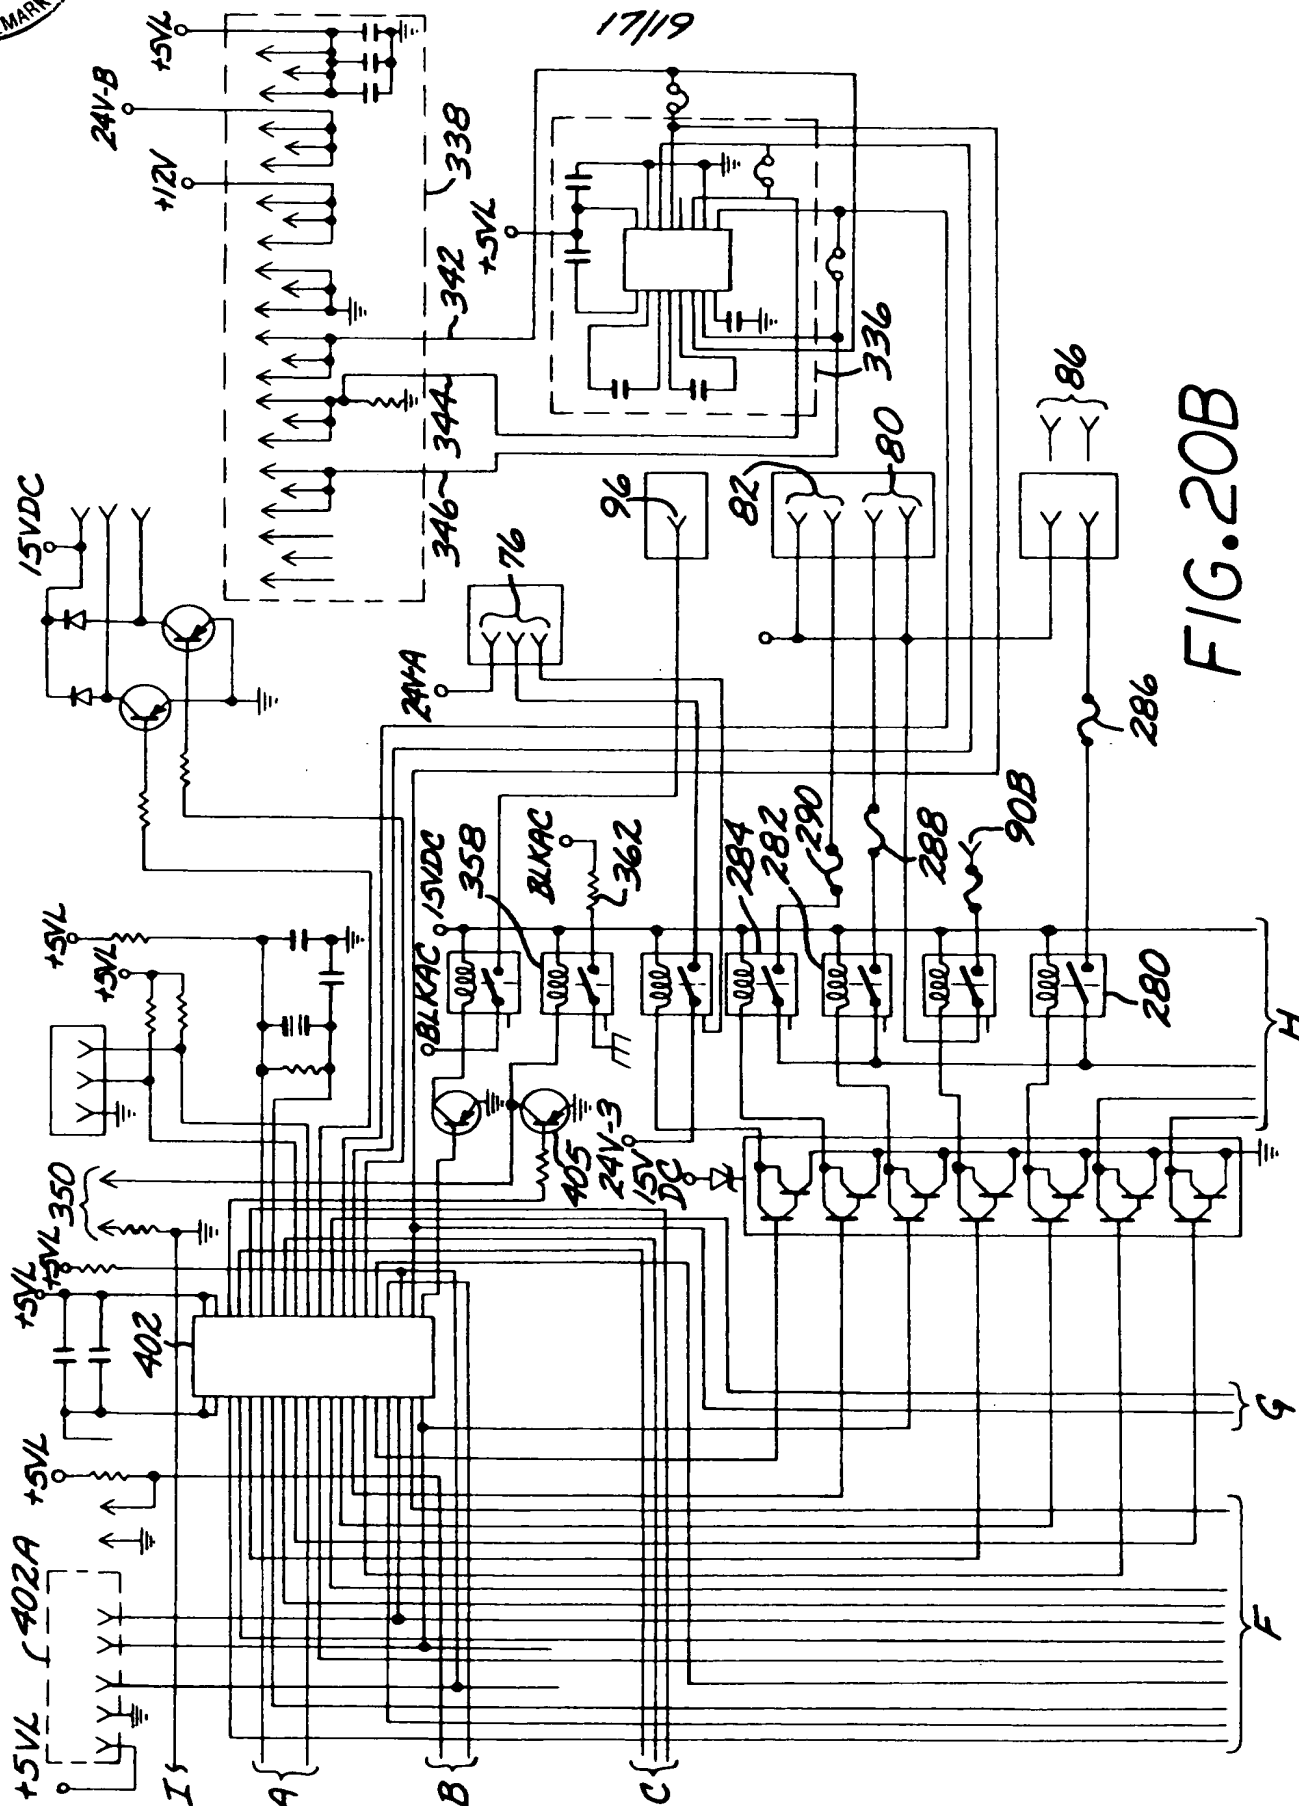 17/19
+5VL
24V-B
+12V
338
+5VL
342
344
346
336
15VDC
76
24V-A
96
82
80
86
286
FIG.20B
+5VL
+5VL
BLKAC
15VDC
358
BLKAC
362
284
282
290
288
90B
280
H
350
405
24V-3
15V
DC
+5VL
+5VL
402
G
+5VL
402A
+5VL
I
A
B
C
F